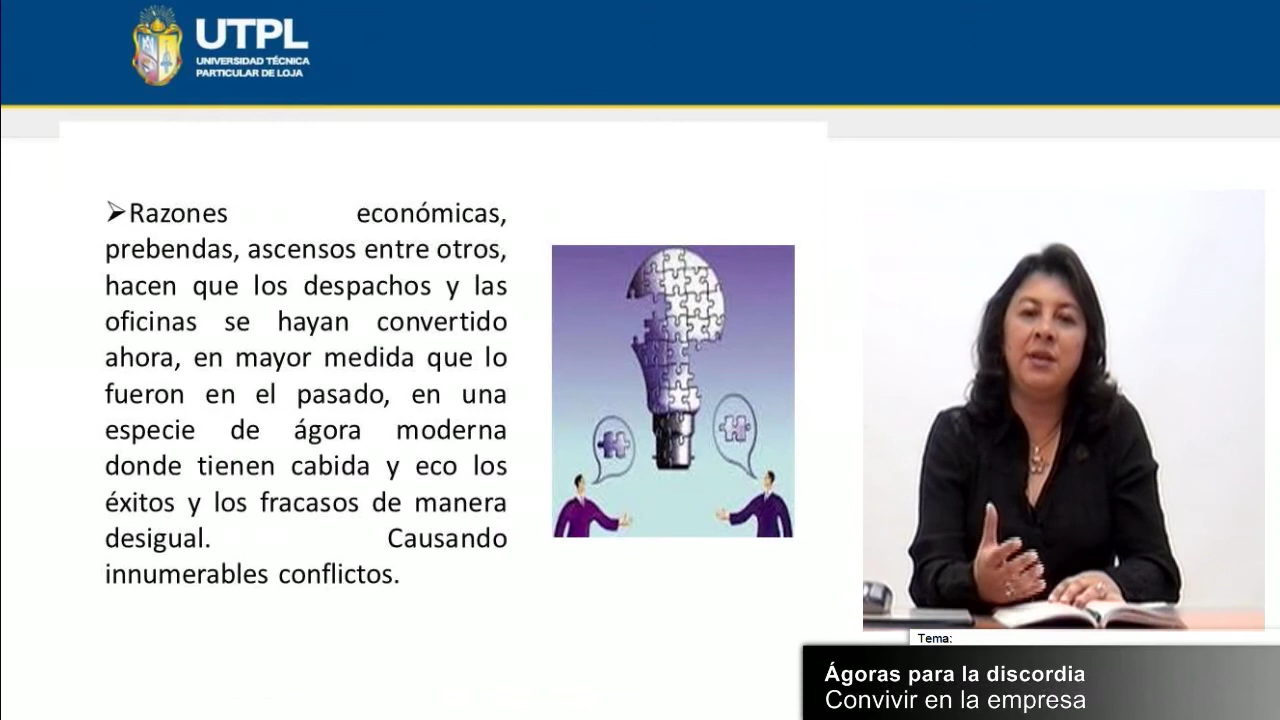 UTPL
UNIVERSIDAD TÉCNICA
PARTICULAR DE LOJA
➢Razones económicas,
prebendas, ascensos entre otros,
hacen que los despachos y las
oficinas se hayan convertido
ahora, en mayor medida que lo
fueron en el pasado, en una
especie de ágora moderna
donde tienen cabida y eco los
éxitos y los fracasos de manera
desigual. Causando
innumerables conflictos.
Tema:
Ágoras para la discordia
Convivir en la empresa